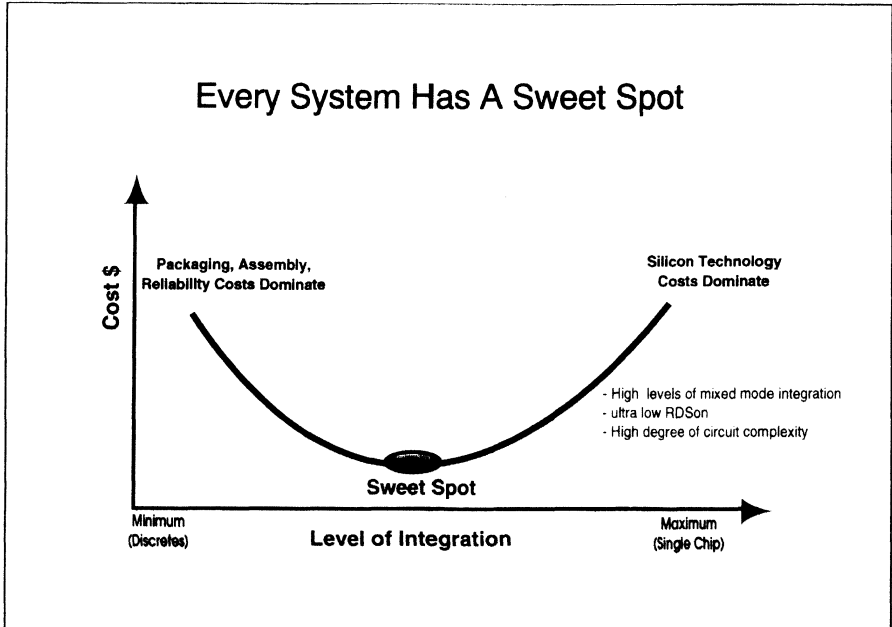 Every System Has A Sweet Spot
Cost $
Packaging, Assembly,
Reliability Costs Dominate
Silicon Technology
Costs Dominate
- High levels of mixed mode integration
- ultra low RDSon
- High degree of circuit complexity
Sweet Spot
Minimum
(Discretes)
Level of Integration
Maximum
(Single Chip)